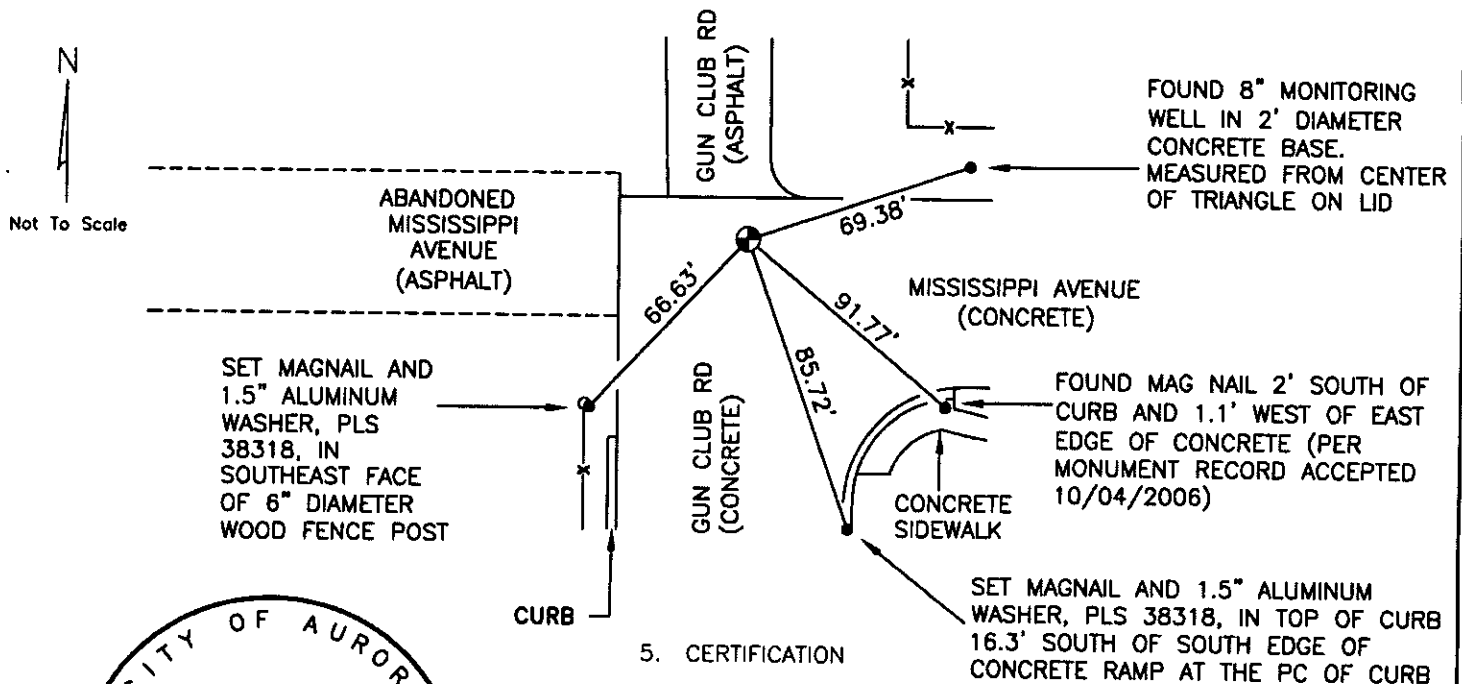 N
Not To Scale
GUN CLUB RD
(ASPHALT)
FOUND 8" MONITORING
WELL IN 2' DIAMETER
CONCRETE BASE.
MEASURED FROM CENTER
OF TRIANGLE ON LID
ABANDONED
MISSISSIPPI
AVENUE
(ASPHALT)
69.38'
66.63'
91.77'
85.72'
MISSISSIPPI AVENUE
(CONCRETE)
SET MAGNAIL AND
1.5" ALUMINUM
WASHER, PLS
38318, IN
SOUTHEAST FACE
OF 6" DIAMETER
WOOD FENCE POST
GUN CLUB RD
(CONCRETE)
FOUND MAG NAIL 2' SOUTH OF
CURB AND 1.1' WEST OF EAST
EDGE OF CONCRETE (PER
MONUMENT RECORD ACCEPTED
10/04/2006)
CONCRETE
SIDEWALK
CURB
SET MAGNAIL AND 1.5" ALUMINUM
WASHER, PLS 38318, IN TOP OF CURB
16.3' SOUTH OF SOUTH EDGE OF
CONCRETE RAMP AT THE PC OF CURB
5. CERTIFICATION
ITY OF AUROR